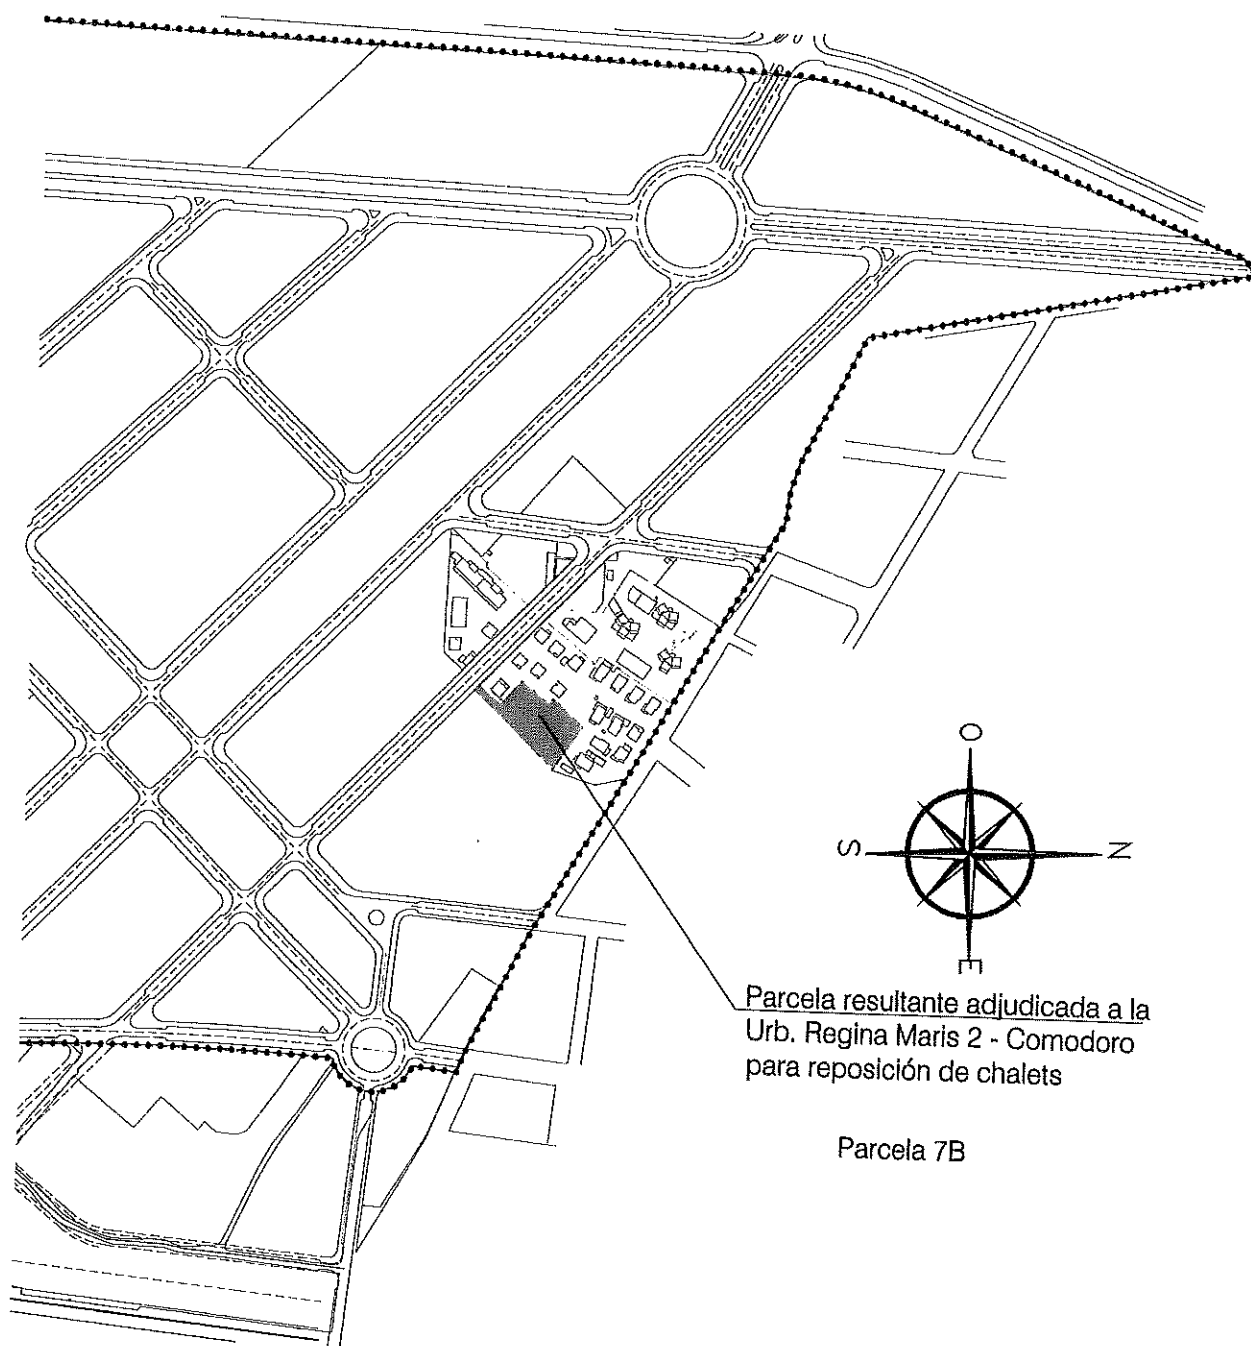 O
S
N
E
Parcela resultante adjudicada a la
Urb. Regina Maris 2 - Comodoro
para reposición de chalets
Parcela 7B